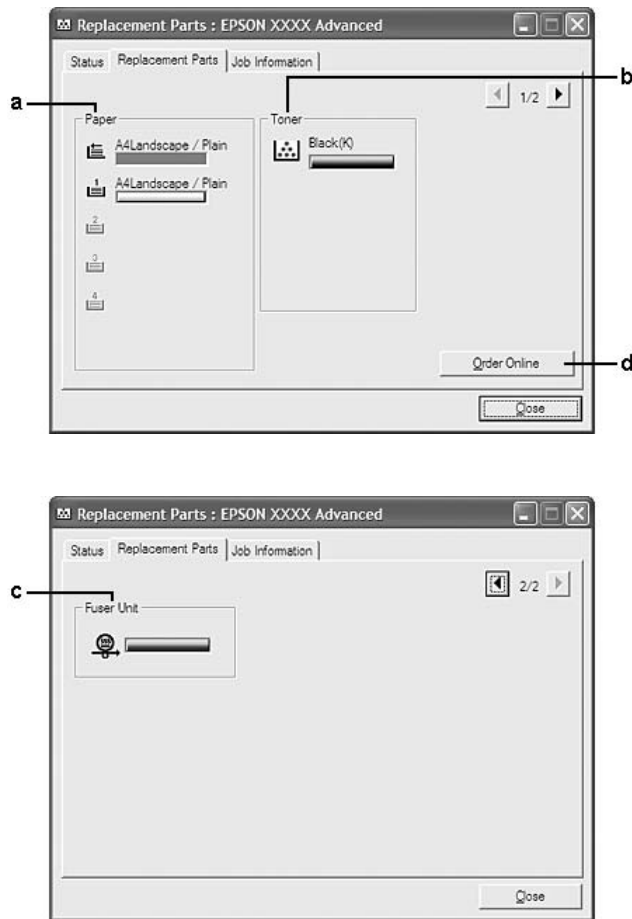 Replacement Parts : EPSON XXXX Advanced
Status Replacement Parts Job Information
1/2
a
b
Paper
Toner
A4Landscape / Plain
Black(K)
1
A4Landscape / Plain
2
3
4
Order Online
d
Close
Replacement Parts : EPSON XXXX Advanced
Status Replacement Parts Job Information
2/2
c
Fuser Unit
Close